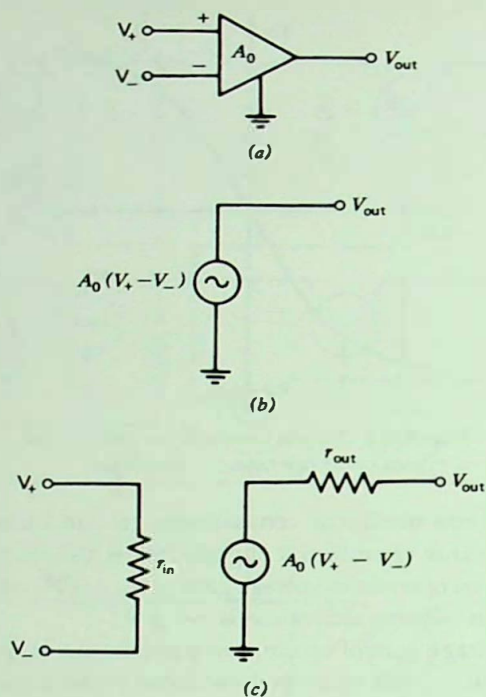 V+ +
A0
V− −
Vout
(a)
Vout
A0 (V+ − V−)
(b)
rout
V+ Vout
rin A0 (V+ − V−)
V−
(c)